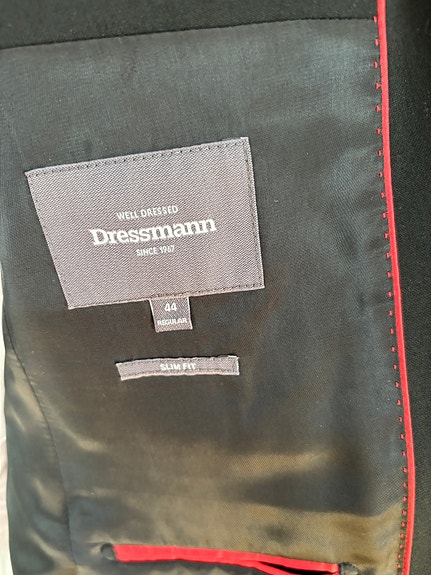 WELL DRESSED
Dressmann
SINCE 1967
44
REGULAR
SLIM FIT